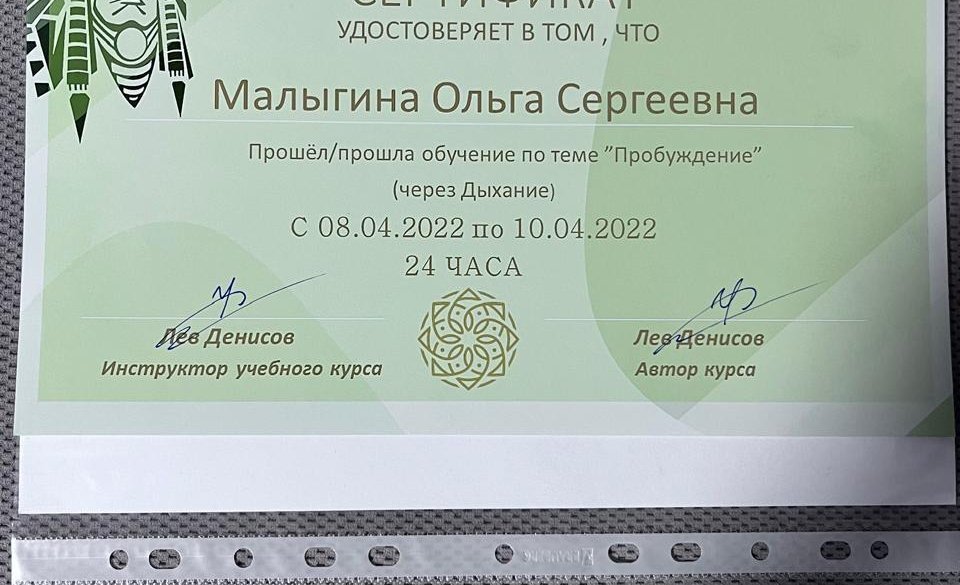 СЕРТИФИКАТ
УДОСТОВЕРЯЕТ В ТОМ , ЧТО
Малыгина Ольга Сергеевна
Прошёл/прошла обучение по теме ”Пробуждение”
(через Дыхание)
С 08.04.2022 по 10.04.2022
24 ЧАСА
Лев Денисов
Инструктор учебного курса
Лев Денисов
Автор курса